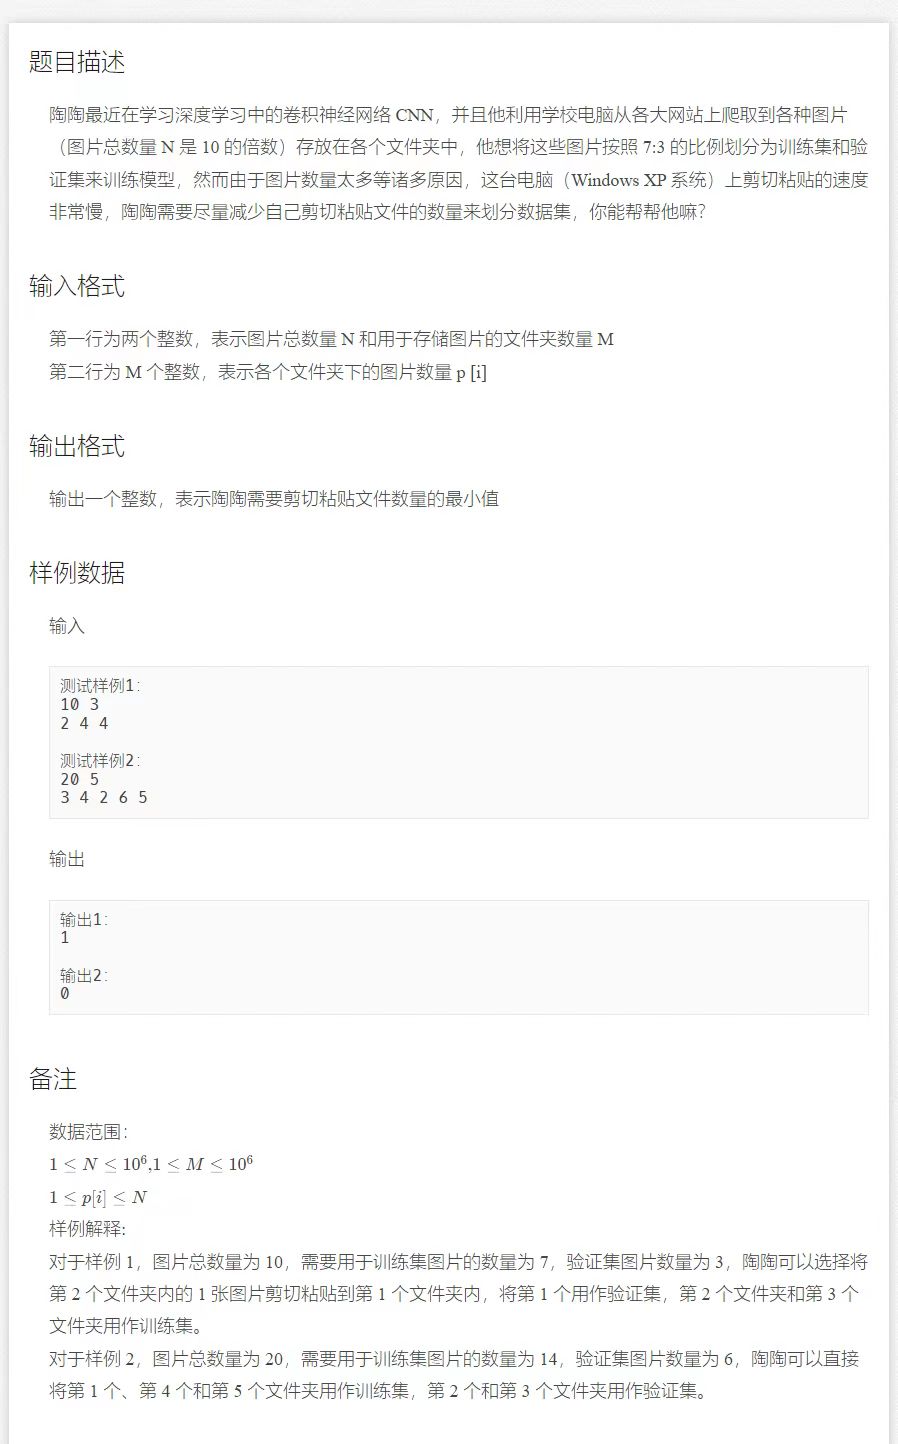 题目描述
陶陶最近在学习深度学习中的卷积神经网络 CNN，并且他利用学校电脑从各大网站上爬取到各种图片
（图片总数量 N 是 10 的倍数）存放在各个文件夹中，他想将这些图片按照 7:3 的比例划分为训练集和验
证集来训练模型，然而由于图片数量太多等诸多原因，这台电脑（Windows XP 系统）上剪切粘贴的速度
非常慢，陶陶需要尽量减少自己剪切粘贴文件的数量来划分数据集，你能帮帮他嘛？
输入格式
第一行为两个整数，表示图片总数量 N 和用于存储图片的文件夹数量 M
第二行为 M 个整数，表示各个文件夹下的图片数量 p [i]
输出格式
输出一个整数，表示陶陶需要剪切粘贴文件数量的最小值
样例数据
输入
测试样例1:
10 3
2 4 4
测试样例2:
20 5
3 4 2 6 5
输出
输出1:
1
输出2:
0
备注
数据范围:
1 ≤ N ≤ 10⁶,1 ≤ M ≤ 10⁶
1 ≤ p[i] ≤ N
样例解释:
对于样例 1，图片总数量为 10，需要用于训练集图片的数量为 7，验证集图片数量为 3，陶陶可以选择将
第 2 个文件夹内的 1 张图片剪切粘贴到第 1 个文件夹内，将第 1 个用作验证集，第 2 个文件夹和第 3 个
文件夹用作训练集。
对于样例 2，图片总数量为 20，需要用于训练集图片的数量为 14，验证集图片数量为 6，陶陶可以直接
将第 1 个、第 4 个和第 5 个文件夹用作训练集，第 2 个和第 3 个文件夹用作验证集。